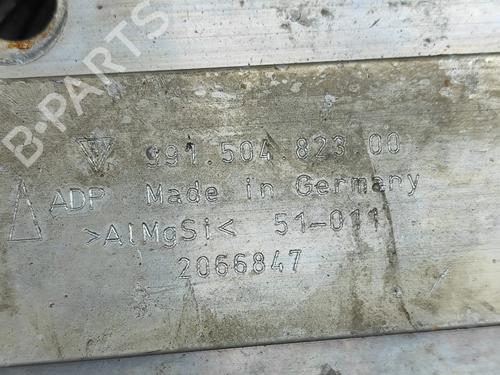 B-PARTS
991.504.823 00
ADP Made in Germany
>AlMgSi< 51-011
2066847